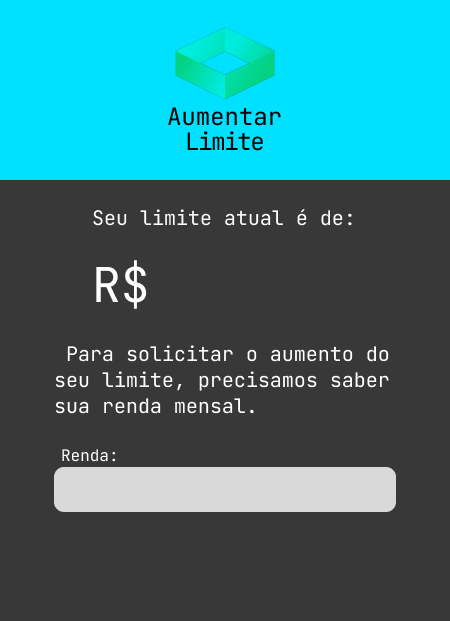 Aumentar
Limite
Seu limite atual é de:
R$
Para solicitar o aumento do
seu limite, precisamos saber
sua renda mensal.
Renda: